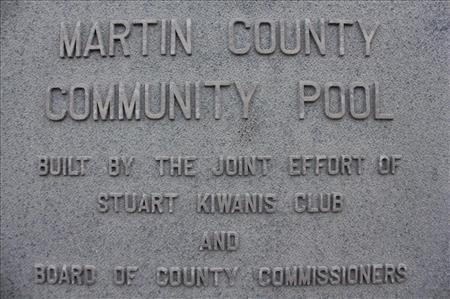 MARTIN COUNTY
COMMUNITY POOL
BUILT BY THE JOINT EFFORT OF
STUART KIWANIS CLUB
AND
BOARD OF COUNTY COMMISSIONERS